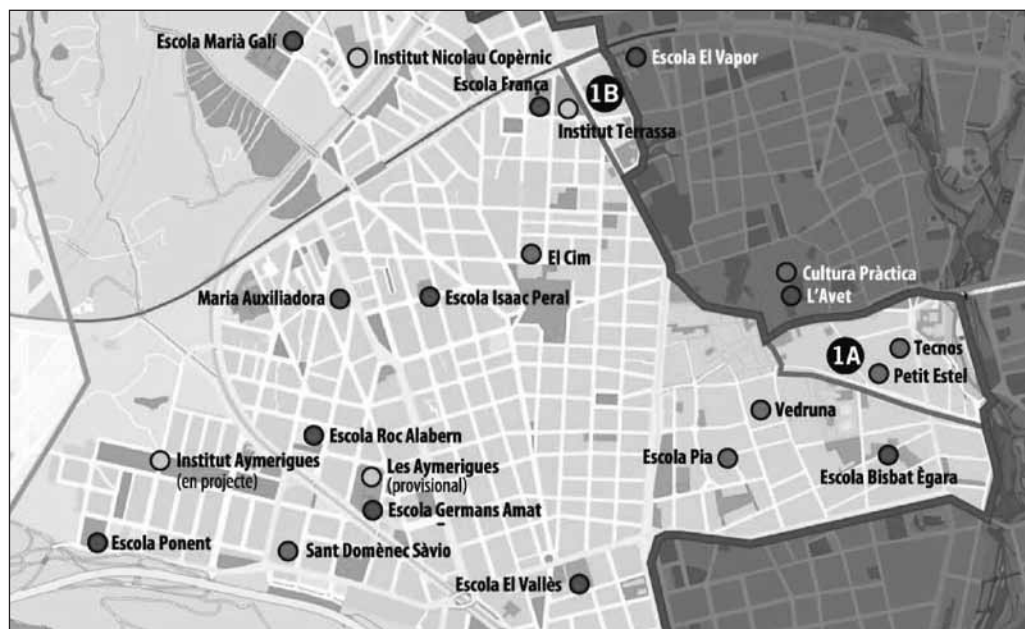 Escola Marià Galí
Institut Nicolau Copèrnic
Escola El Vapor
Escola França
1B
Institut Terrassa
El Cim
Cultura Pràctica
L'Avet
Maria Auxiliadora
Escola Isaac Peral
1A
Tecnos
Petit Estel
Vedruna
Escola Roc Alabern
Institut Aymerigues
(en projecte)
Les Aymerigues
(provisional)
Escola Pia
Escola Bisbat Ègara
Escola Germans Amat
Escola Ponent
Sant Domènec Sàvio
Escola El Vallès